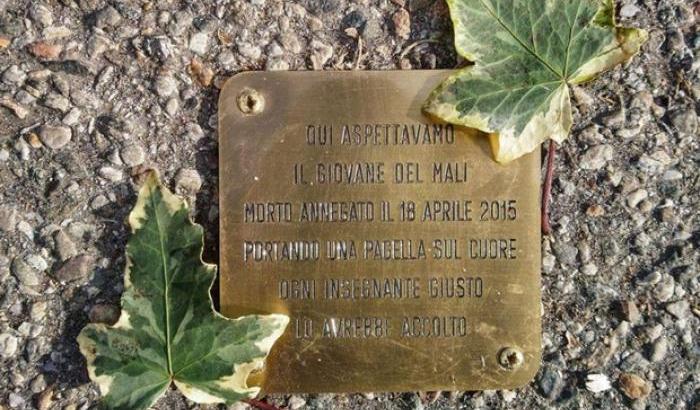 QUI ASPETTAVAMO
IL GIOVANE DEL MALI
MORTO ANNEGATO IL 18 APRILE 2015
PORTANDO UNA PAGELLA SUL CUORE
OGNI INSEGNANTE GIUSTO
LO AVREBBE ACCOLTO